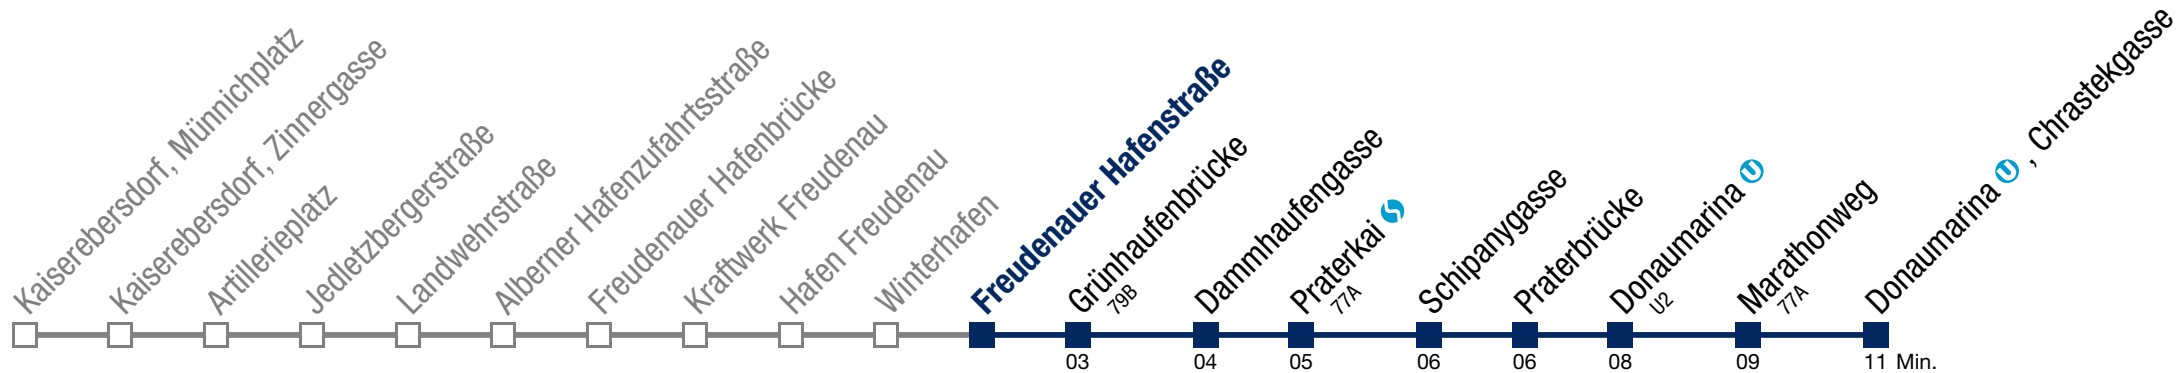 Kaiserebersdorf, Münnichplatz
Kaiserebersdorf, Zinnergasse
Artillerieplatz
Jedletzbergerstraße
Landwehrstraße
Alberner Hafenzufahrtsstraße
Freudenauer Hafenbrücke
Kraftwerk Freudenau
Hafen Freudenau
Winterhafen
Freudenauer Hafenstraße
Grünhaufenbrücke
79B
Dammhaufengasse
Praterkai S
77A
Schipanygasse
Praterbrücke
Donaumarina U
U2
Marathonweg
77A
Donaumarina U , Chrastekgasse
03 04 05 06 06 08 09 11 Min.